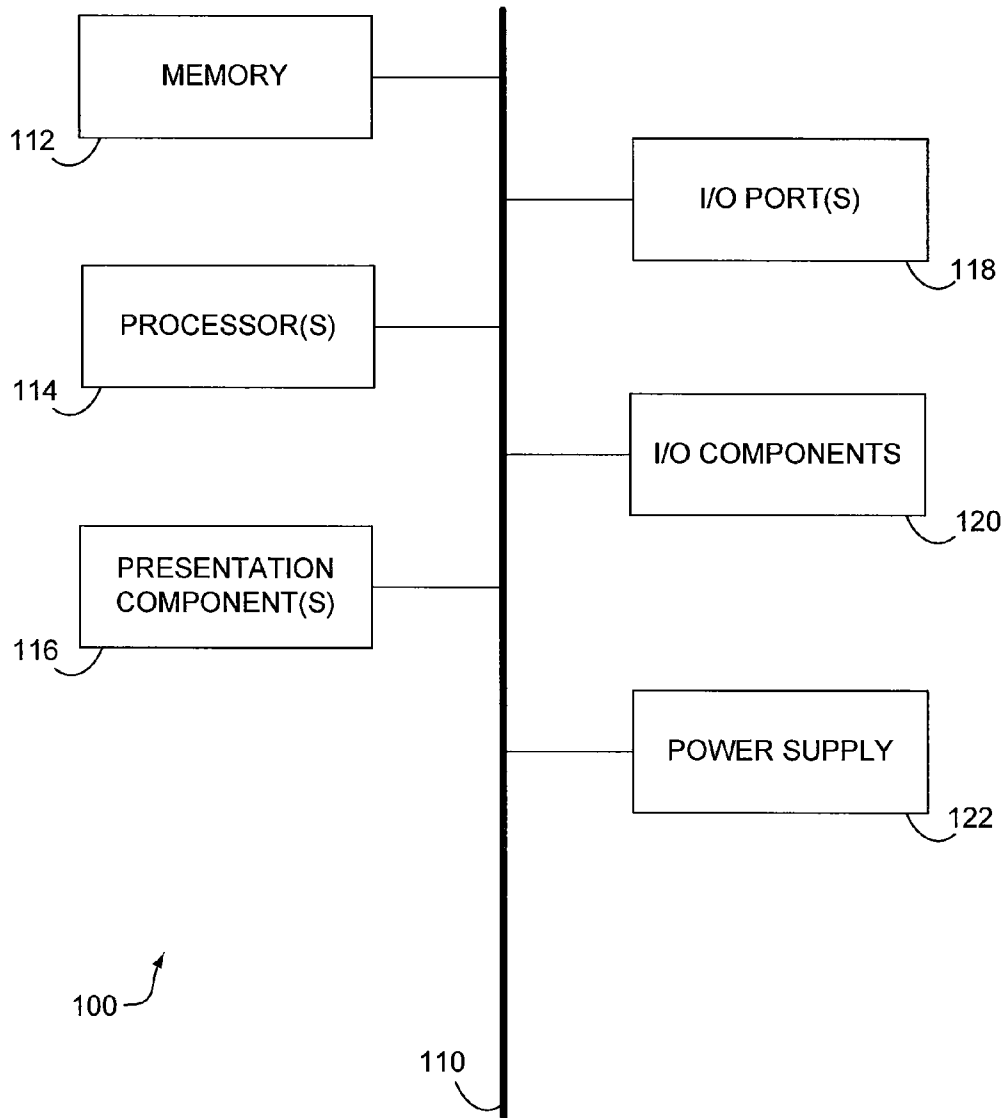 MEMORY
112
I/O PORT(S)
118
PROCESSOR(S)
114
I/O COMPONENTS
120
PRESENTATION
COMPONENT(S)
116
POWER SUPPLY
122
100
110